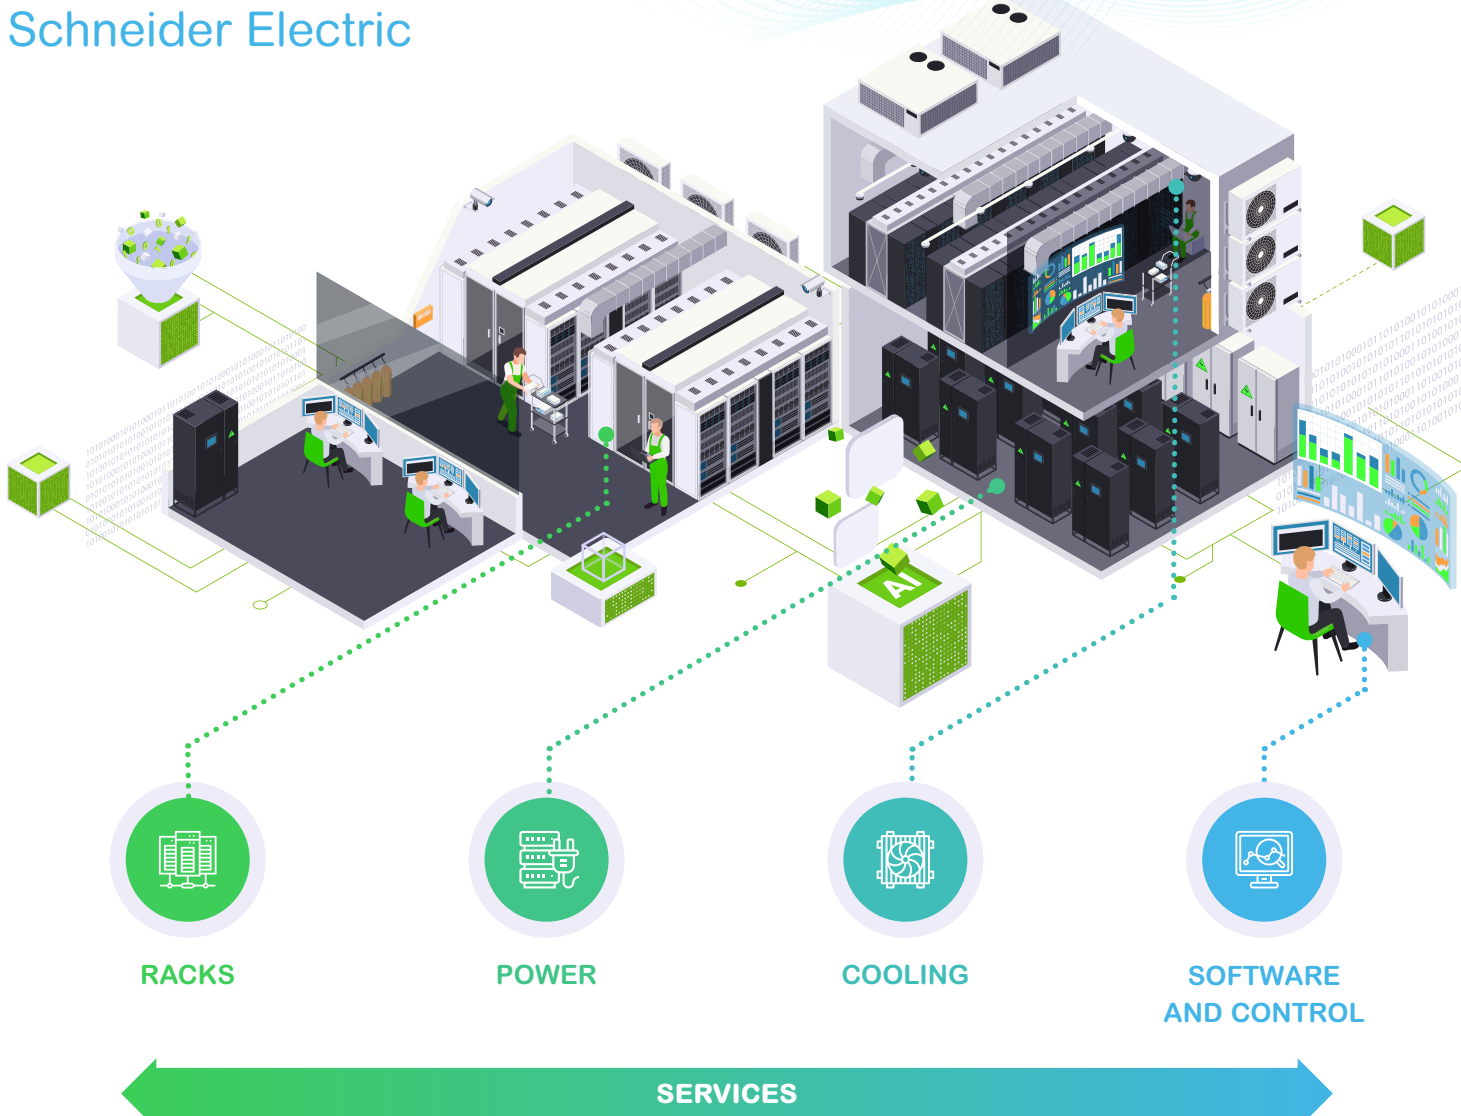 Schneider Electric
AI
RACKS
POWER
COOLING
SOFTWARE
AND CONTROL
SERVICES